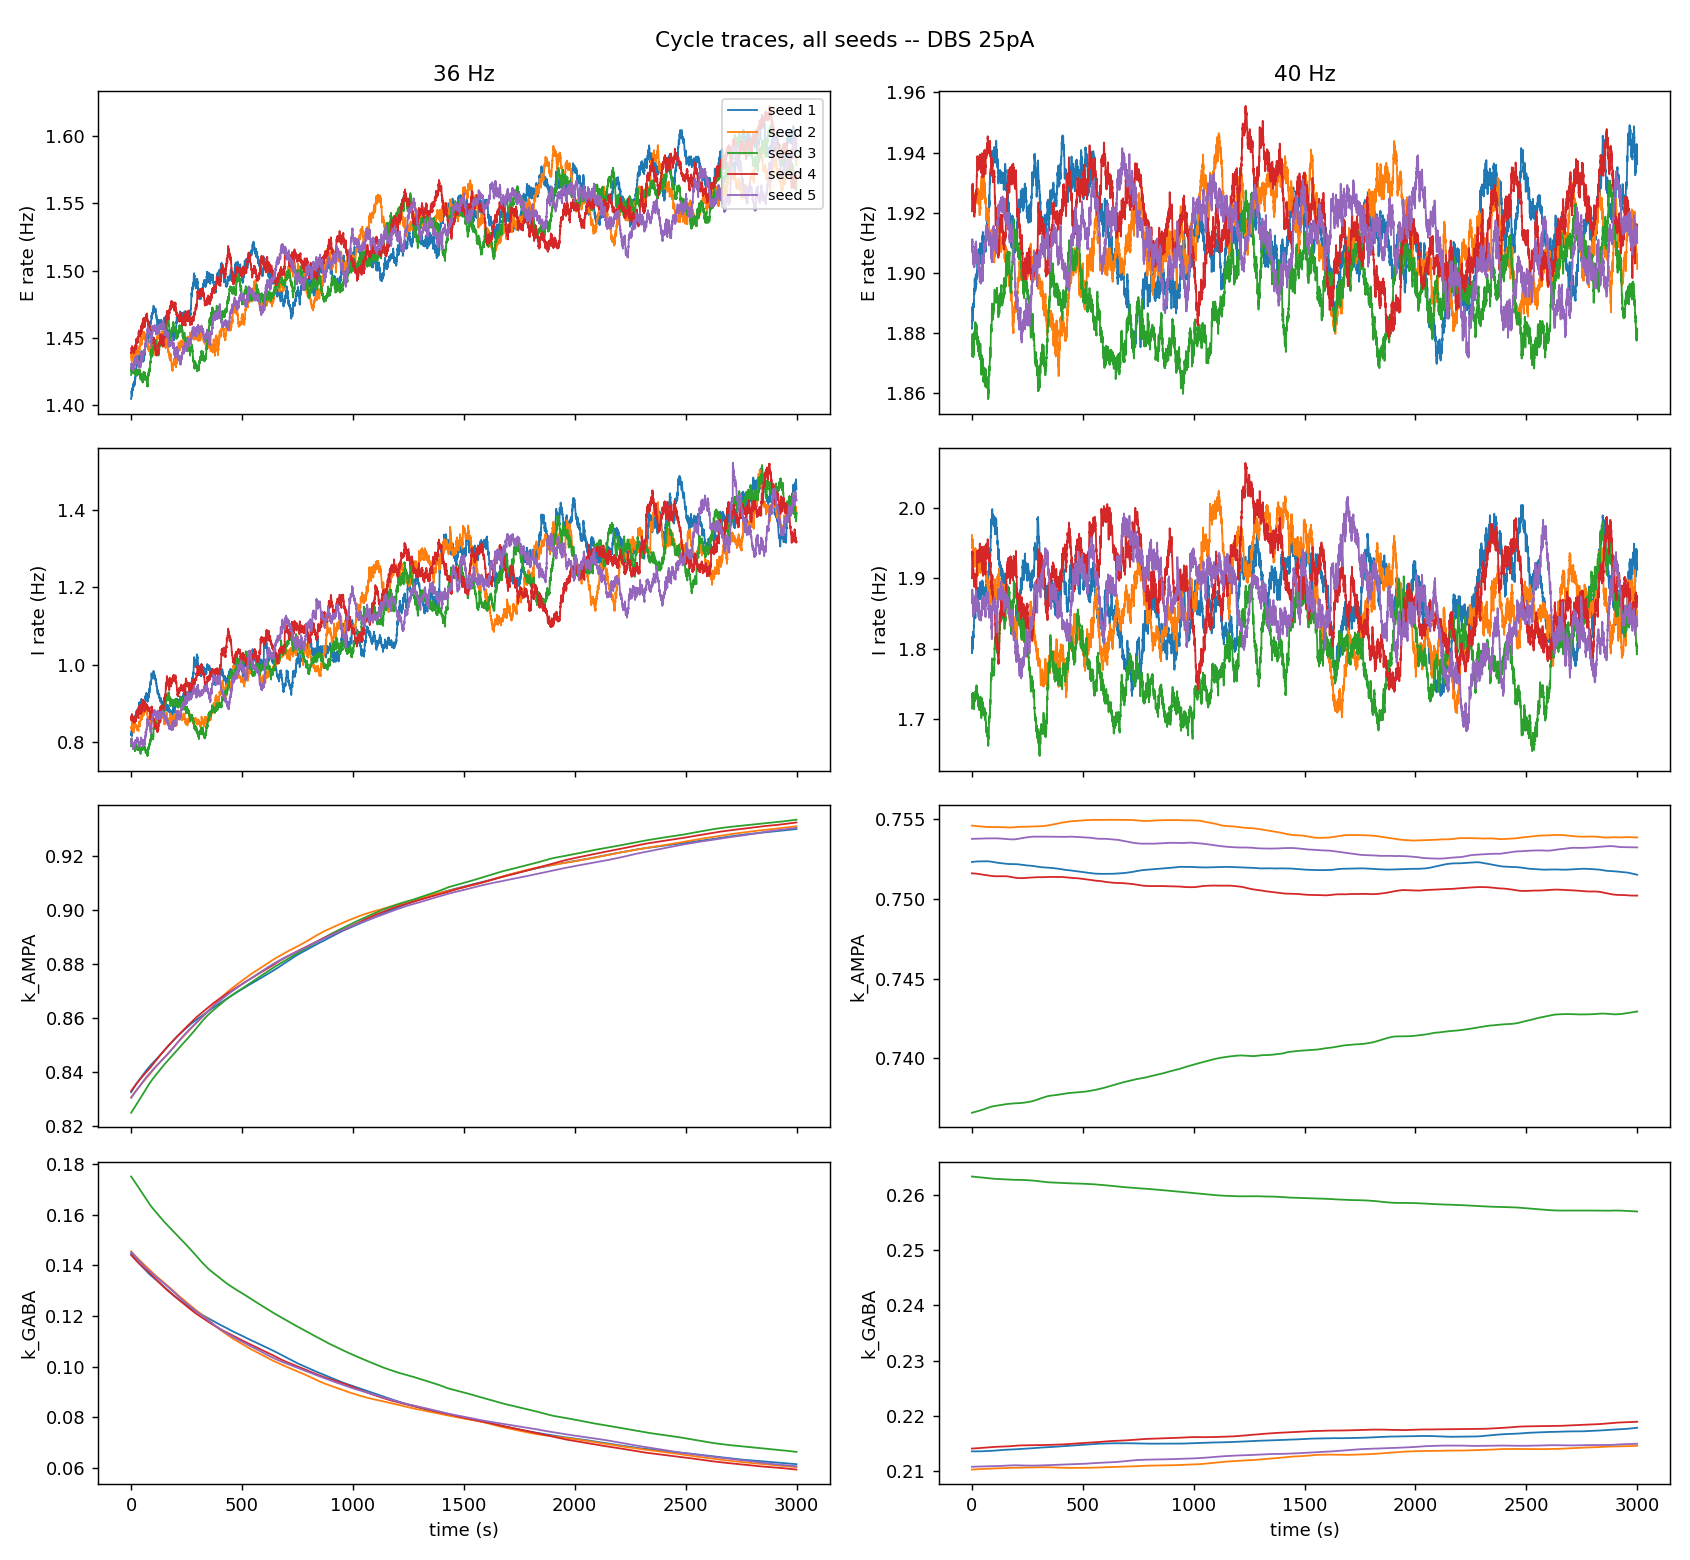 Cycle traces, all seeds -- DBS 25pA
36 Hz
40 Hz
E rate (Hz)
1.60
1.55
1.50
1.45
1.40
seed 1
seed 2
seed 3
seed 4
seed 5
E rate (Hz)
1.96
1.94
1.92
1.90
1.88
1.86
I rate (Hz)
1.4
1.2
1.0
0.8
I rate (Hz)
2.0
1.9
1.8
1.7
k_AMPA
0.92
0.90
0.88
0.86
0.84
0.82
k_AMPA
0.755
0.750
0.745
0.740
k_GABA
0.18
0.16
0.14
0.12
0.10
0.08
0.06
0 500 1000 1500 2000 2500 3000
time (s)
k_GABA
0.26
0.25
0.24
0.23
0.22
0.21
0 500 1000 1500 2000 2500 3000
time (s)